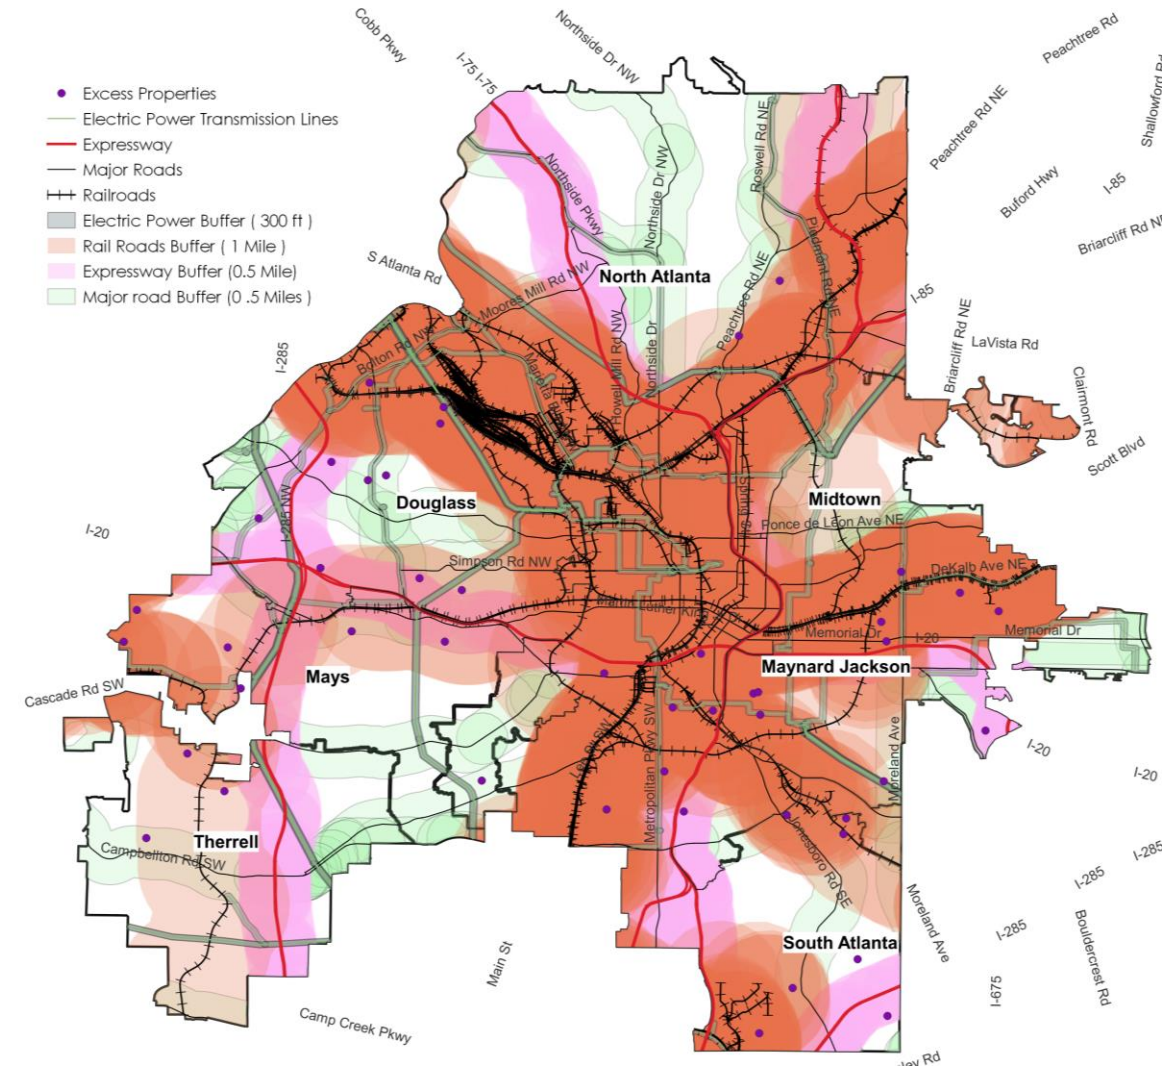 Cobb Pkwy
I-75
I-75
Northside Dr NW
Peachtree Rd
Shallowford Rd
Excess Properties
Electric Power Transmission Lines
Expressway
Major Roads
Railroads
Electric Power Buffer ( 300 ft )
Rail Roads Buffer ( 1 Mile )
Expressway Buffer (0.5 Mile)
Major road Buffer (0 .5 Miles )
Peachtree Rd NE
Buford Hwy
I-85
Briarcliff Rd NE
Northside Pkwy
Northside Dr NW
Roswell Rd NE
Piedmont Rd NE
S Atlanta Rd
Moores Mill Rd NW
North Atlanta
Peachtree Rd NE
I-85
I-285
Bolton Rd NW
Howell Mill Rd NW
Northside Dr
Briarcliff Rd NE
LaVista Rd
Clairmont Rd
Scott Blvd
Douglass
Midtown
I-285 NW
I-20
Ponce de Leon Ave NE
Simpson Rd NW
DeKalb Ave NE
Memorial Dr
I-20
Memorial Dr
Mays
Maynard Jackson
Cascade Rd SW
Metropolitan Pkwy SW
Moreland Ave
I-20
I-20
Therrell
Campbellton Rd SW
Jonesboro Rd SE
I-285
I-285
Moreland Ave
I-285
Bouldercrest Rd
South Atlanta
Main St
I-675
Camp Creek Pkwy